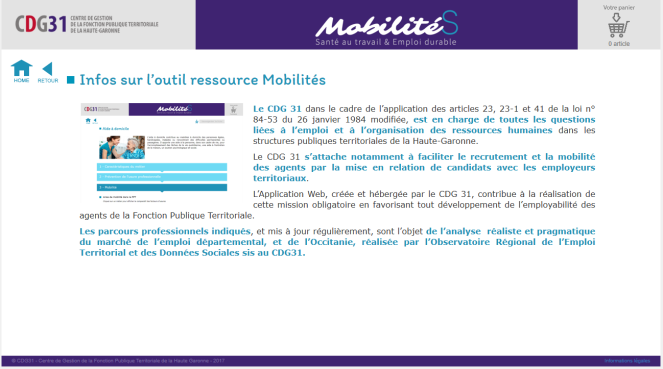 CDG31 CENTRE DE GESTION
DE LA FONCTION PUBLIQUE TERRITORIALE
DE LA HAUTE-GARONNE
MobilitéS
Santé au travail & Emploi durable
Votre panier
0 article
HOME
RETOUR
Infos sur l'outil ressource Mobilités
Le CDG 31 dans le cadre de l'application des articles 23, 23-1 et 41 de la loi n°
84-53 du 26 janvier 1984 modifiée, est en charge de toutes les questions
liées à l'emploi et à l'organisation des ressources humaines dans les
structures publiques territoriales de la Haute-Garonne.
Le CDG 31 s'attache notamment à faciliter le recrutement et la mobilité
des agents par la mise en relation de candidats avec les employeurs
territoriaux.
L'Application Web, créée et hébergée par le CDG 31, contribue à la réalisation de
cette mission obligatoire en favorisant tout développement de l'employabilité des
agents de la Fonction Publique Territoriale.
Les parcours professionnels indiqués, et mis à jour régulièrement, sont l'objet de l'analyse réaliste et pragmatique
du marché de l'emploi départemental, et de l'Occitanie, réalisée par l'Observatoire Régional de l'Emploi
Territorial et des Données Sociales sis au CDG31.
© CDG31 - Centre de Gestion de la Fonction Publique Territoriale de la Haute Garonne - 2017
Informations légales